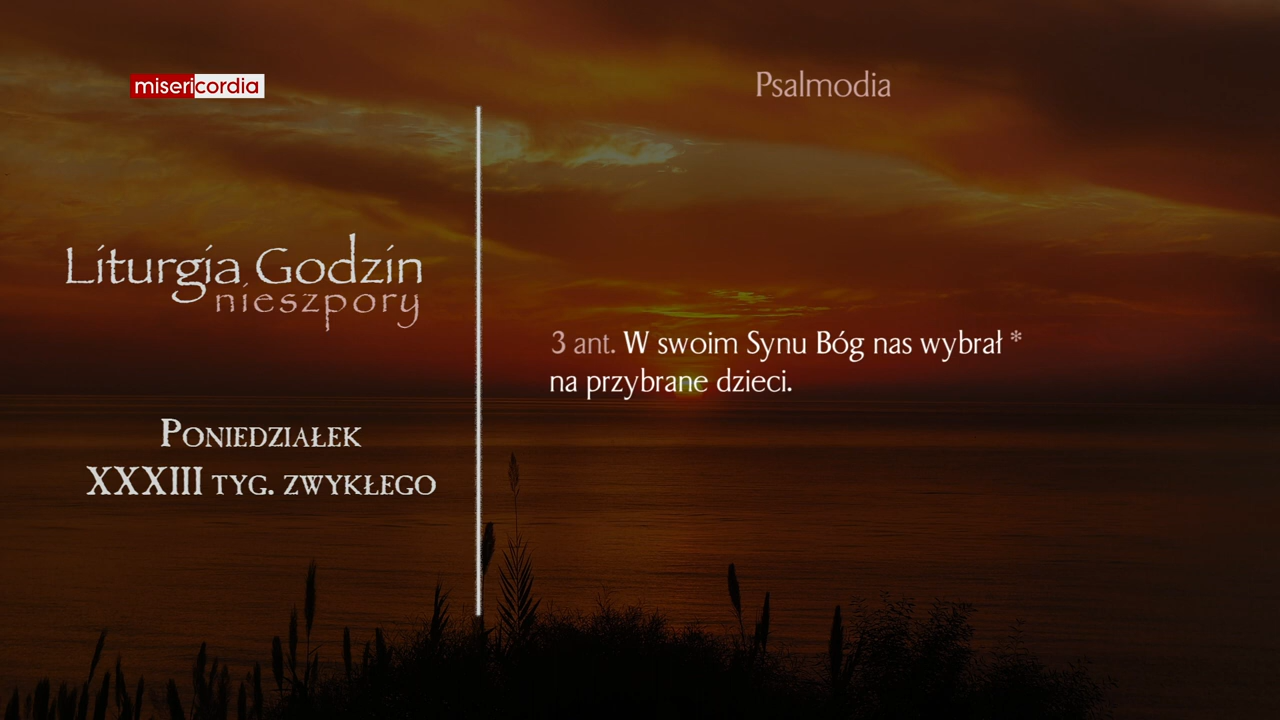 misericordia
Psalmodia
Liturgia Godzin
nieszpory
3 ant. W swoim Synu Bóg nas wybrał *
na przybrane dzieci.
Poniedziałek
XXXIII tyg. zwykłego